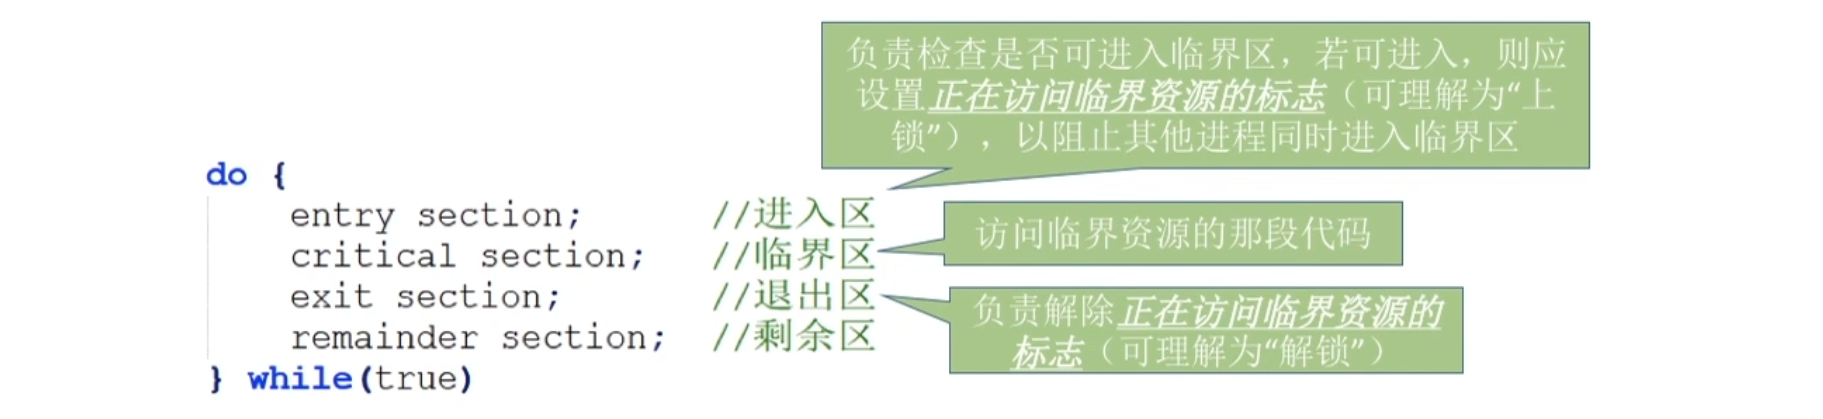 负责检查是否可进入临界区，若可进入，则应
设置正在访问临界资源的标志（可理解为“上
锁”），以阻止其他进程同时进入临界区
do {
entry section; //进入区
访问临界资源的那段代码
critical section; //临界区
exit section; //退出区
负责解除正在访问临界资源的
标志（可理解为“解锁”）
remainder section; //剩余区
} while(true)